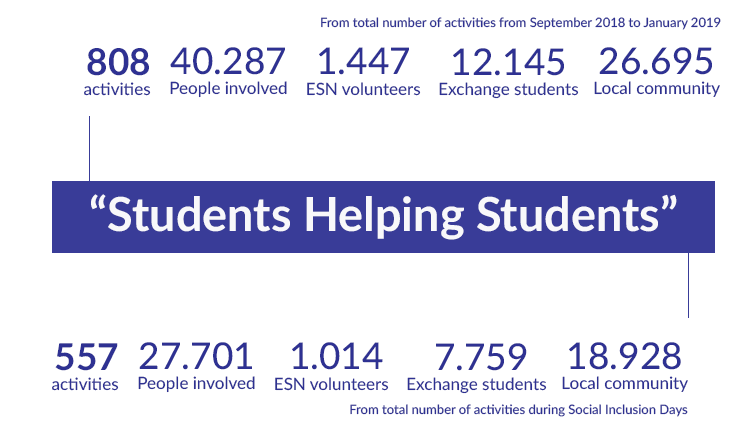 From total number of activities from September 2018 to January 2019
808 40.287 1.447 12.145 26.695
activities People involved ESN volunteers Exchange students Local community
“Students Helping Students”
557 27.701 1.014 7.759 18.928
activities People involved ESN volunteers Exchange students Local community
From total number of activities during Social Inclusion Days